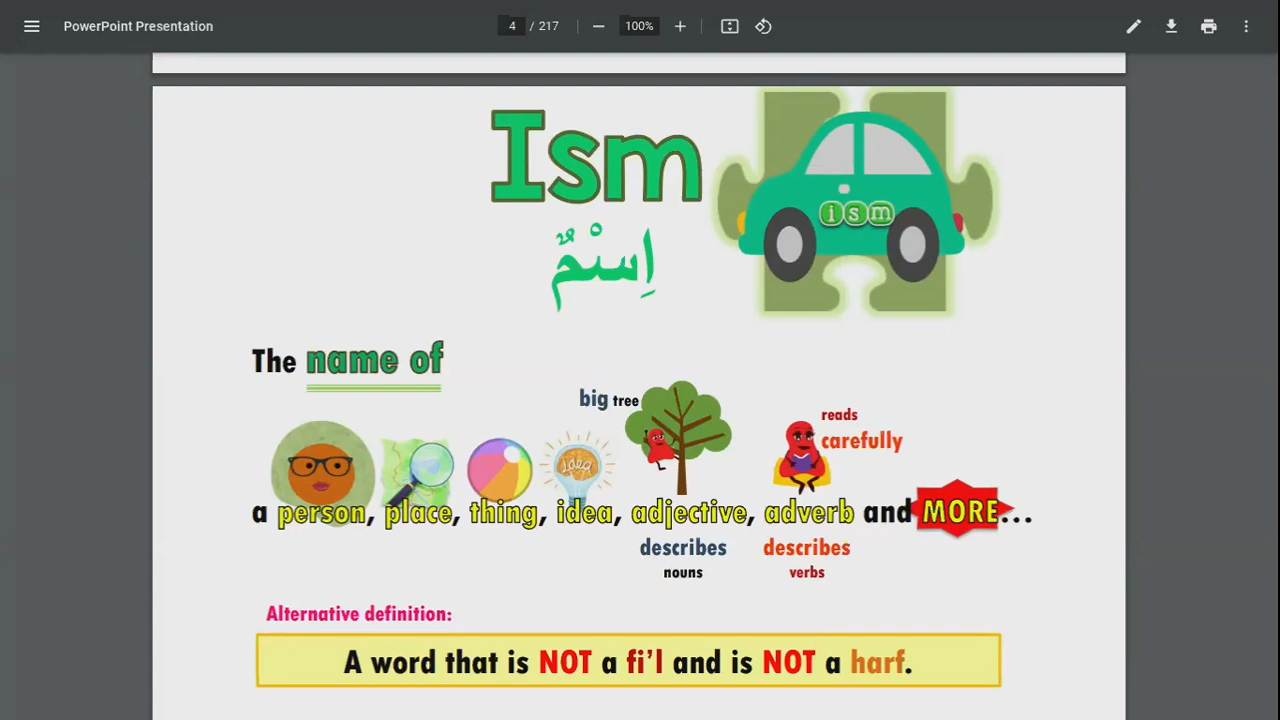 PowerPoint Presentation
4 / 217
100%
Ism
ism
اِسْمٌ
The name of
big tree
reads
carefully
idea
a person, place, thing, idea, adjective, adverb and MORE...
describes describes
nouns verbs
Alternative definition:
A word that is NOT a fi’l and is NOT a harf.